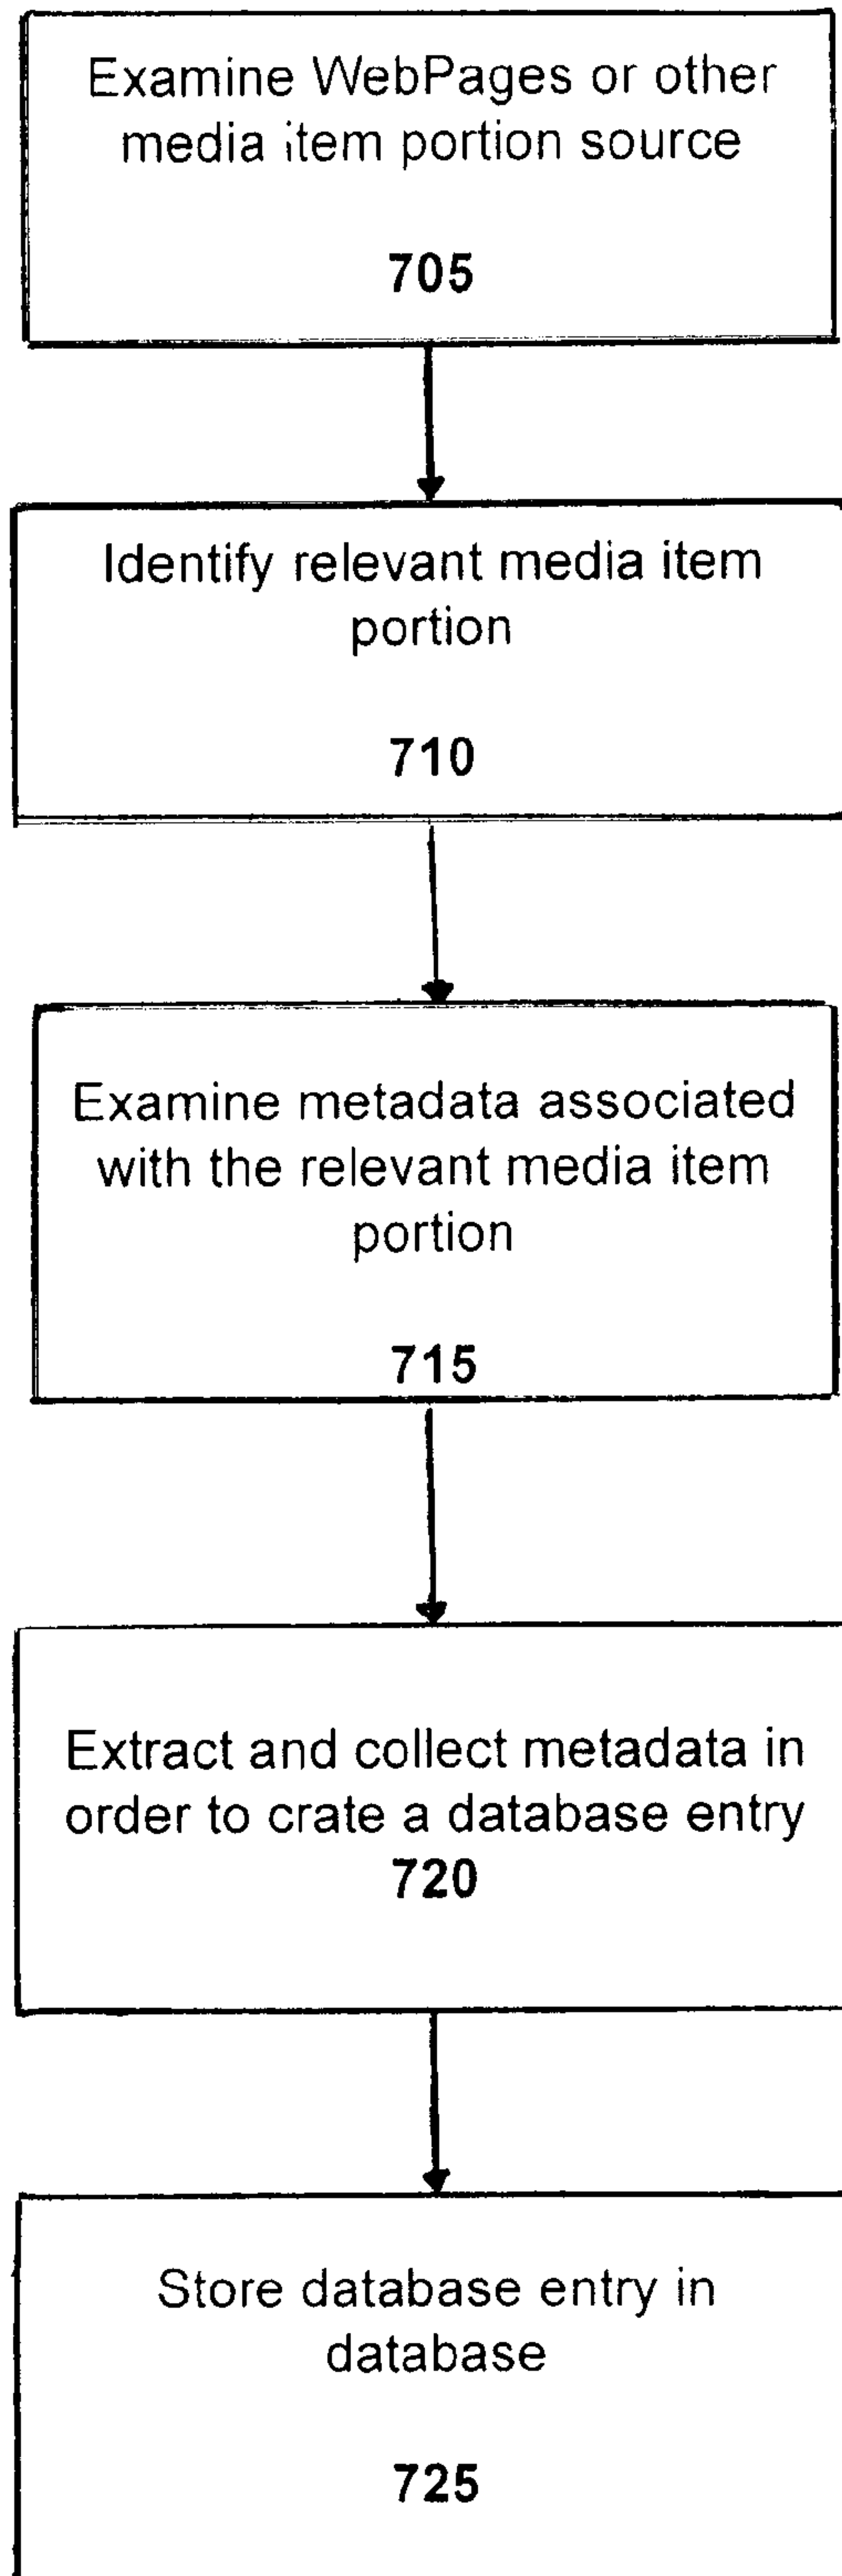 Examine WebPages or other
media item portion source
705
Identify relevant media item
portion
710
Examine metadata associated
with the relevant media item
portion
715
Extract and collect metadata in
order to crate a database entry
720
Store database entry in
database
725